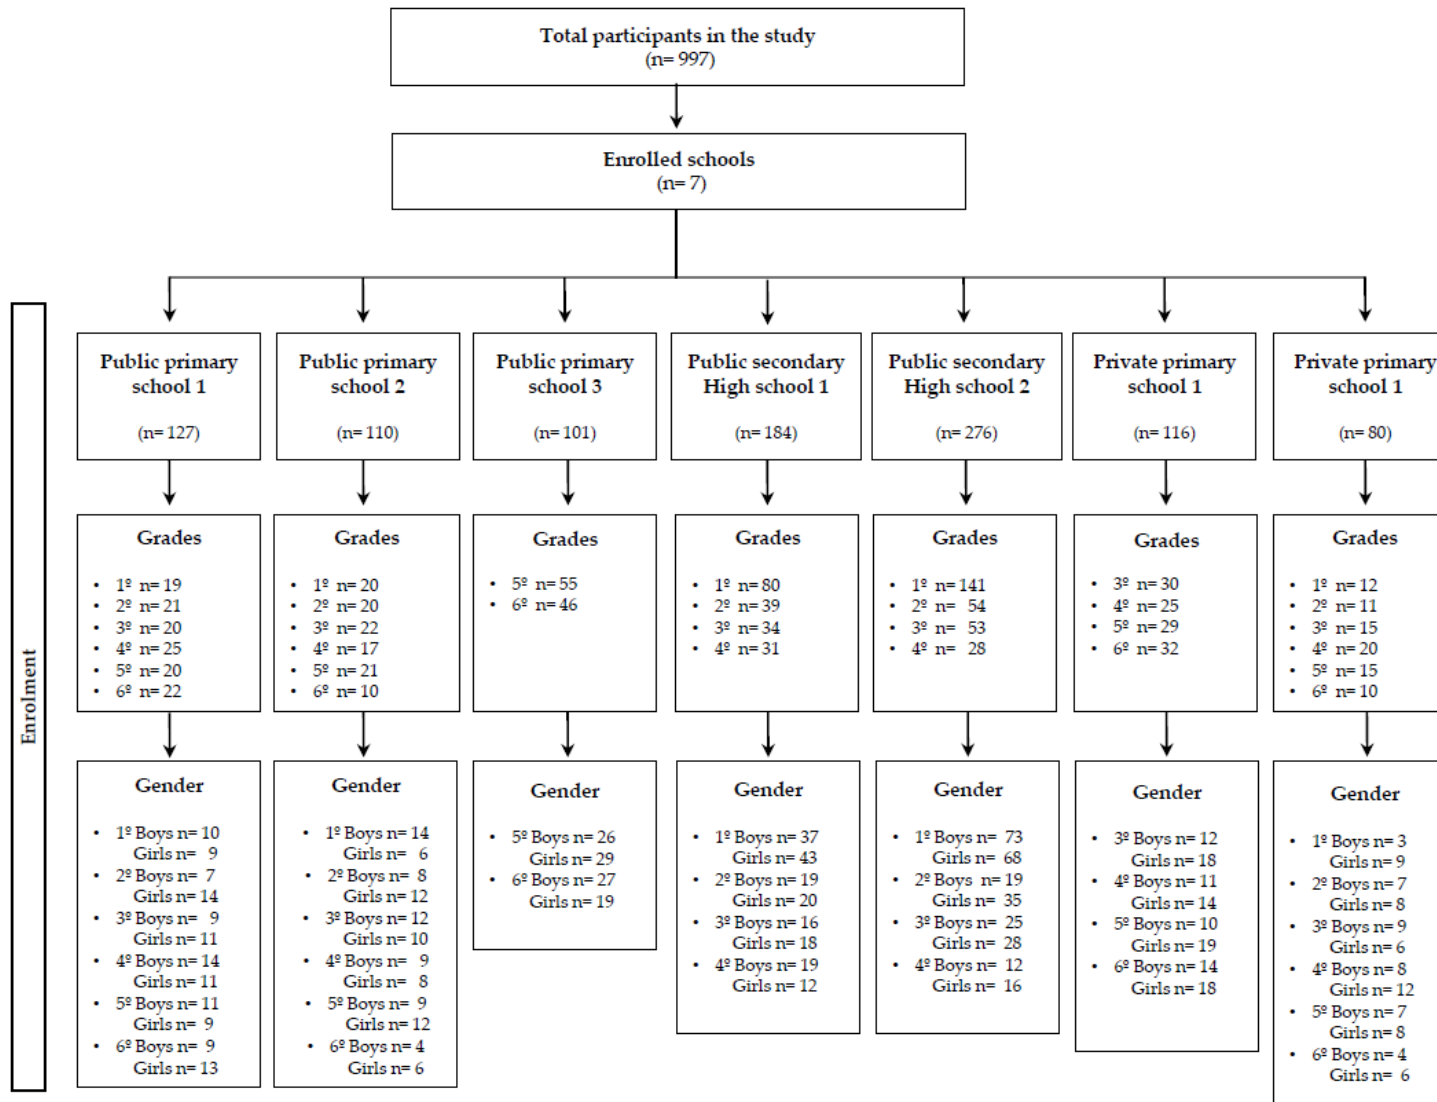 Total participants in the study
(n= 997)
Enrolled schools
(n= 7)
Enrolment
Public primary
school 1
(n= 127)
Public primary
school 2
(n= 110)
Public primary
school 3
(n= 101)
Public secondary
High school 1
(n= 184)
Public secondary
High school 2
(n= 276)
Private primary
school 1
(n= 116)
Private primary
school 1
(n= 80)
Grades
• 1º n= 19
• 2º n= 21
• 3º n= 20
• 4º n= 25
• 5º n= 20
• 6º n= 22
Grades
• 1º n= 20
• 2º n= 20
• 3º n= 22
• 4º n= 17
• 5º n= 21
• 6º n= 10
Grades
• 5º n= 55
• 6º n= 46
Grades
• 1º n= 80
• 2º n= 39
• 3º n= 34
• 4º n= 31
Grades
• 1º n= 141
• 2º n= 54
• 3º n= 53
• 4º n= 28
Grades
• 3º n= 30
• 4º n= 25
• 5º n= 29
• 6º n= 32
Grades
• 1º n= 12
• 2º n= 11
• 3º n= 15
• 4º n= 20
• 5º n= 15
• 6º n= 10
Gender
• 1º Boys n= 10
Girls n= 9
• 2º Boys n= 7
Girls n= 14
• 3º Boys n= 9
Girls n= 11
• 4º Boys n= 14
Girls n= 11
• 5º Boys n= 11
Girls n= 9
• 6º Boys n= 9
Girls n= 13
Gender
• 1º Boys n= 14
Girls n= 6
• 2º Boys n= 8
Girls n= 12
• 3º Boys n= 12
Girls n= 10
• 4º Boys n= 9
Girls n= 8
• 5º Boys n= 9
Girls n= 12
• 6º Boys n= 4
Girls n= 6
Gender
• 5º Boys n= 26
Girls n= 29
• 6º Boys n= 27
Girls n= 19
Gender
• 1º Boys n= 37
Girls n= 43
• 2º Boys n= 19
Girls n= 20
• 3º Boys n= 16
Girls n= 18
• 4º Boys n= 19
Girls n= 12
Gender
• 1º Boys n= 73
Girls n= 68
• 2º Boys n= 19
Girls n= 35
• 3º Boys n= 25
Girls n= 28
• 4º Boys n= 12
Girls n= 16
Gender
• 3º Boys n= 12
Girls n= 18
• 4º Boys n= 11
Girls n= 14
• 5º Boys n= 10
Girls n= 19
• 6º Boys n= 14
Girls n= 18
Gender
• 1º Boys n= 3
Girls n= 9
• 2º Boys n= 7
Girls n= 8
• 3º Boys n= 9
Girls n= 6
• 4º Boys n= 8
Girls n= 12
• 5º Boys n= 7
Girls n= 8
• 6º Boys n= 4
Girls n= 6